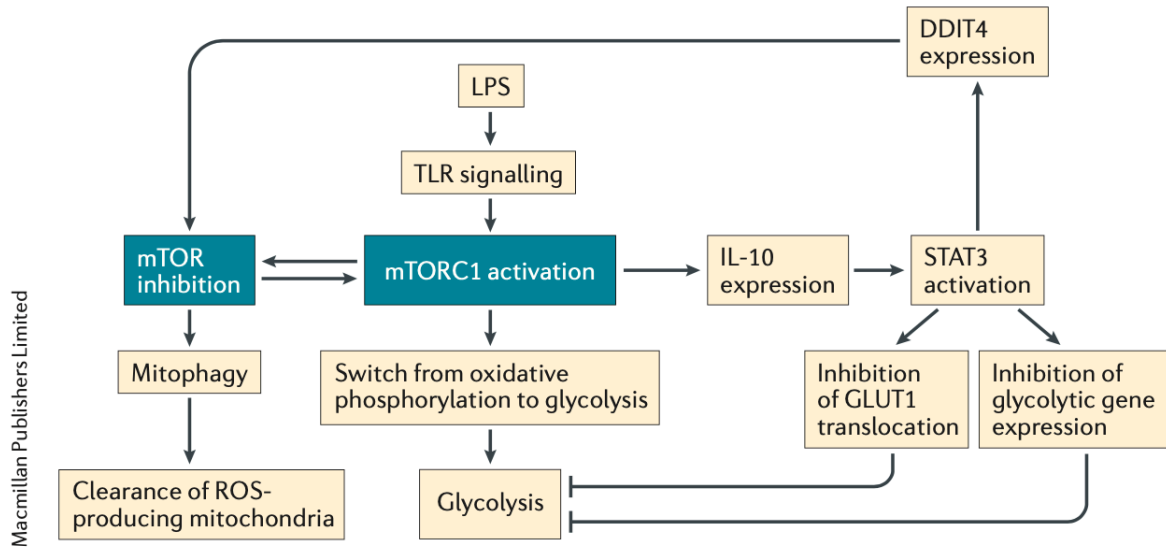 DDIT4
expression
LPS
TLR signalling
mTOR
inhibition
mTORC1 activation
IL-10
expression
STAT3
activation
Mitophagy
Switch from oxidative
phosphorylation to glycolysis
Inhibition
of GLUT1
translocation
Inhibition of
glycolytic gene
expression
Clearance of ROS-
producing mitochondria
Glycolysis
Macmillan Publishers Limited